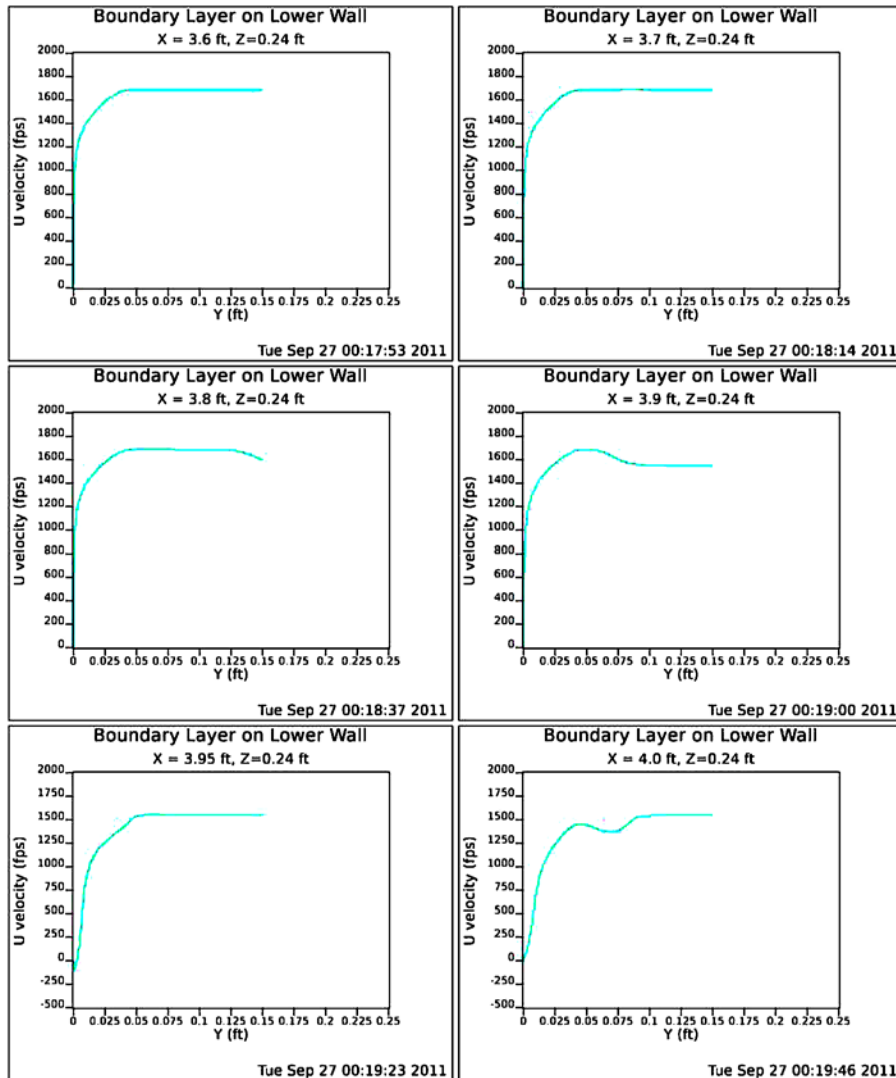 Boundary Layer on Lower Wall
X = 3.6 ft, Z=0.24 ft
2000
1800
1600
1400
1200
1000
800
600
400
200
0
U velocity (fps)
0 0.025 0.05 0.075 0.1 0.125 0.15 0.175 0.2 0.225 0.25
Y (ft)
Tue Sep 27 00:17:53 2011
Boundary Layer on Lower Wall
X = 3.7 ft, Z=0.24 ft
2000
1800
1600
1400
1200
1000
800
600
400
200
0
U velocity (fps)
0 0.025 0.05 0.075 0.1 0.125 0.15 0.175 0.2 0.225 0.25
Y (ft)
Tue Sep 27 00:18:14 2011
Boundary Layer on Lower Wall
X = 3.8 ft, Z=0.24 ft
2000
1800
1600
1400
1200
1000
800
600
400
200
0
U velocity (fps)
0 0.025 0.05 0.075 0.1 0.125 0.15 0.175 0.2 0.225 0.25
Y (ft)
Tue Sep 27 00:18:37 2011
Boundary Layer on Lower Wall
X = 3.9 ft, Z=0.24 ft
2000
1800
1600
1400
1200
1000
800
600
400
200
0
U velocity (fps)
0 0.025 0.05 0.075 0.1 0.125 0.15 0.175 0.2 0.225 0.25
Y (ft)
Tue Sep 27 00:19:00 2011
Boundary Layer on Lower Wall
X = 3.95 ft, Z=0.24 ft
2000
1750
1500
1250
1000
750
500
250
0
-250
-500
U velocity (fps)
0 0.025 0.05 0.075 0.1 0.125 0.15 0.175 0.2 0.225 0.25
Y (ft)
Tue Sep 27 00:19:23 2011
Boundary Layer on Lower Wall
X = 4.0 ft, Z=0.24 ft
2000
1750
1500
1250
1000
750
500
250
0
-250
-500
U velocity (fps)
0 0.025 0.05 0.075 0.1 0.125 0.15 0.175 0.2 0.225 0.25
Y (ft)
Tue Sep 27 00:19:46 2011